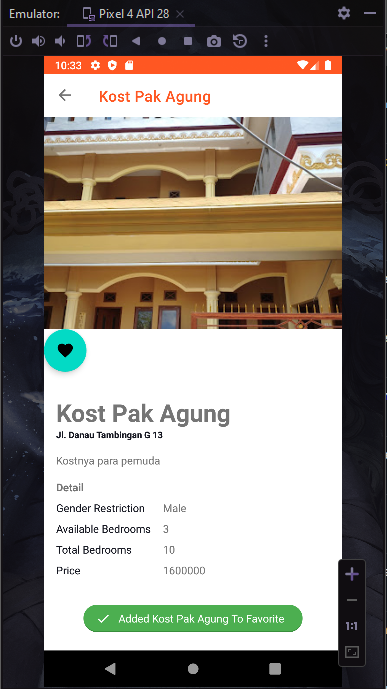 Emulator: Pixel 4 API 28
10:33
Kost Pak Agung
Kost Pak Agung
Jl. Danau Tambingan G 13
Kostnya para pemuda
Detail
Gender Restriction Male
Available Bedrooms 3
Total Bedrooms 10
Price 1600000
Added Kost Pak Agung To Favorite
1:1